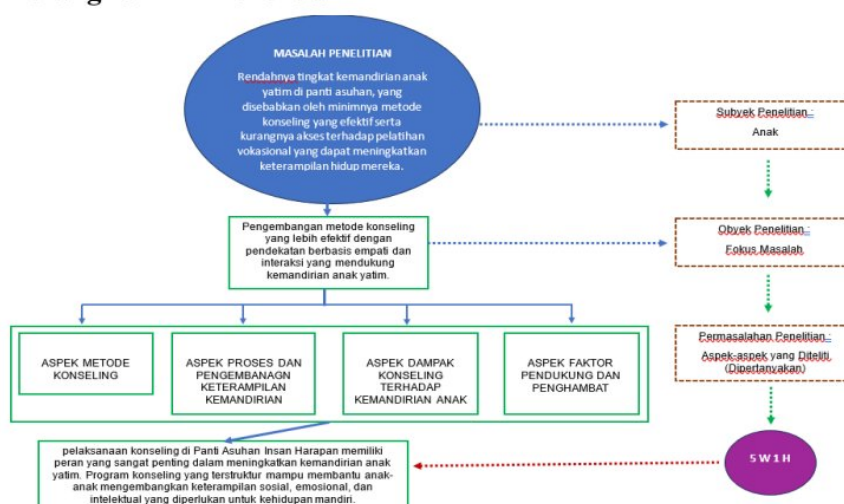 MASALAH PENELITIAN
Rendahnya tingkat kemandirian anak
yatim di panti asuhan, yang
disebabkan oleh minimnya metode
konseling yang efektif serta
kurangnya akses terhadap pelatihan
vokasional yang dapat meningkatkan
keterampilan hidup mereka.
Subyek Penelitian :
Anak
Pengembangan metode konseling
yang lebih efektif dengan
pendekatan berbasis empati dan
interaksi yang mendukung
kemandirian anak yatim.
Obyek Penelitian :
Fokus Masalah
Permasalahan Penelitian :
Aspek-aspek yang Diteliti
(Dipertanyakan)
ASPEK METODE
KONSELING
ASPEK PROSES DAN
PENGEMBANAGN
KETERAMPILAN
KEMANDIRIAN
ASPEK DAMPAK
KONSELING
TERHADAP
KEMANDIRIAN ANAK
ASPEK FAKTOR
PENDUKUNG DAN
PENGHAMBAT
pelaksanaan konseling di Panti Asuhan Insan Harapan memiliki
peran yang sangat penting dalam meningkatkan kemandirian anak
yatim. Program konseling yang terstruktur mampu membantu anak-
anak mengembangkan keterampilan sosial, emosional, dan
intelektual yang diperlukan untuk kehidupan mandiri.
5 W 1 H